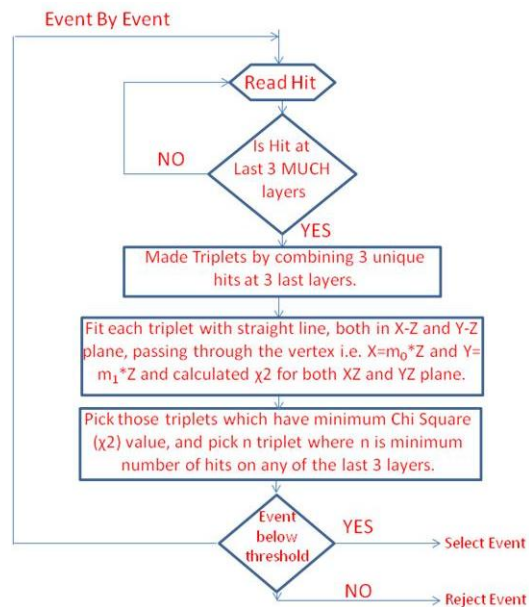 Event By Event
Read Hit
Is Hit at
Last 3 MUCH
layers
NO
YES
Made Triplets by combining 3 unique
hits at 3 last layers.
Fit each triplet with straight line, both in X-Z and Y-Z
plane, passing through the vertex i.e. X=m₀*Z and Y=
m₁*Z and calculated χ2 for both XZ and YZ plane.
Pick those triplets which have minimum Chi Square
(χ2) value, and pick n triplet where n is minimum
number of hits on any of the last 3 layers.
Event
below
threshold
YES
Select Event
NO
Reject Event